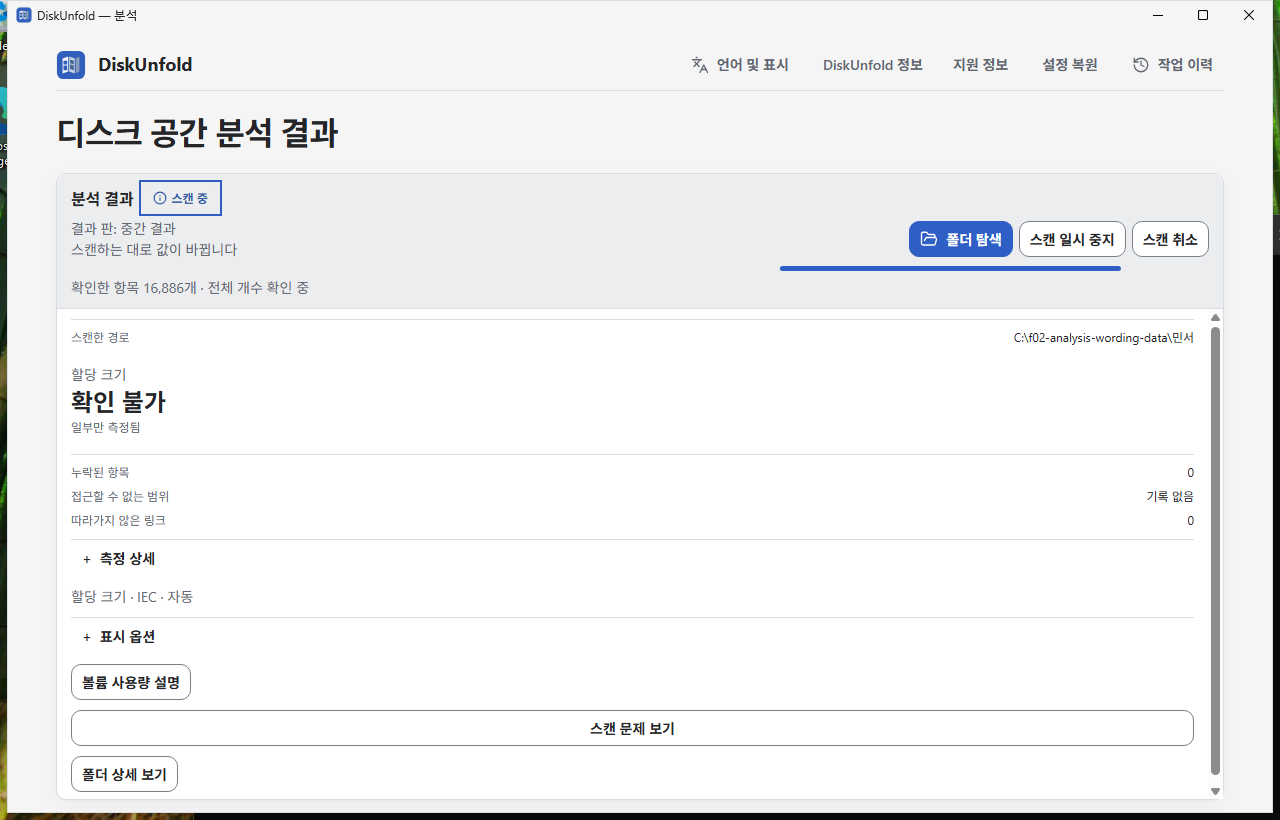 DiskUnfold — 분석
DiskUnfold
언어 및 표시
DiskUnfold 정보
지원 정보
설정 복원
작업 이력
디스크 공간 분석 결과
분석 결과
스캔 중
결과 판: 중간 결과
스캔하는 대로 값이 바뀝니다
폴더 탐색
스캔 일시 중지
스캔 취소
확인한 항목 16,886개 · 전체 개수 확인 중
스캔한 경로
C:\f02-analysis-wording-data\민서
할당 크기
확인 불가
일부만 측정됨
누락된 항목
0
접근할 수 없는 범위
기록 없음
따라가지 않은 링크
0
+ 측정 상세
할당 크기 · IEC · 자동
+ 표시 옵션
볼륨 사용량 설명
스캔 문제 보기
폴더 상세 보기